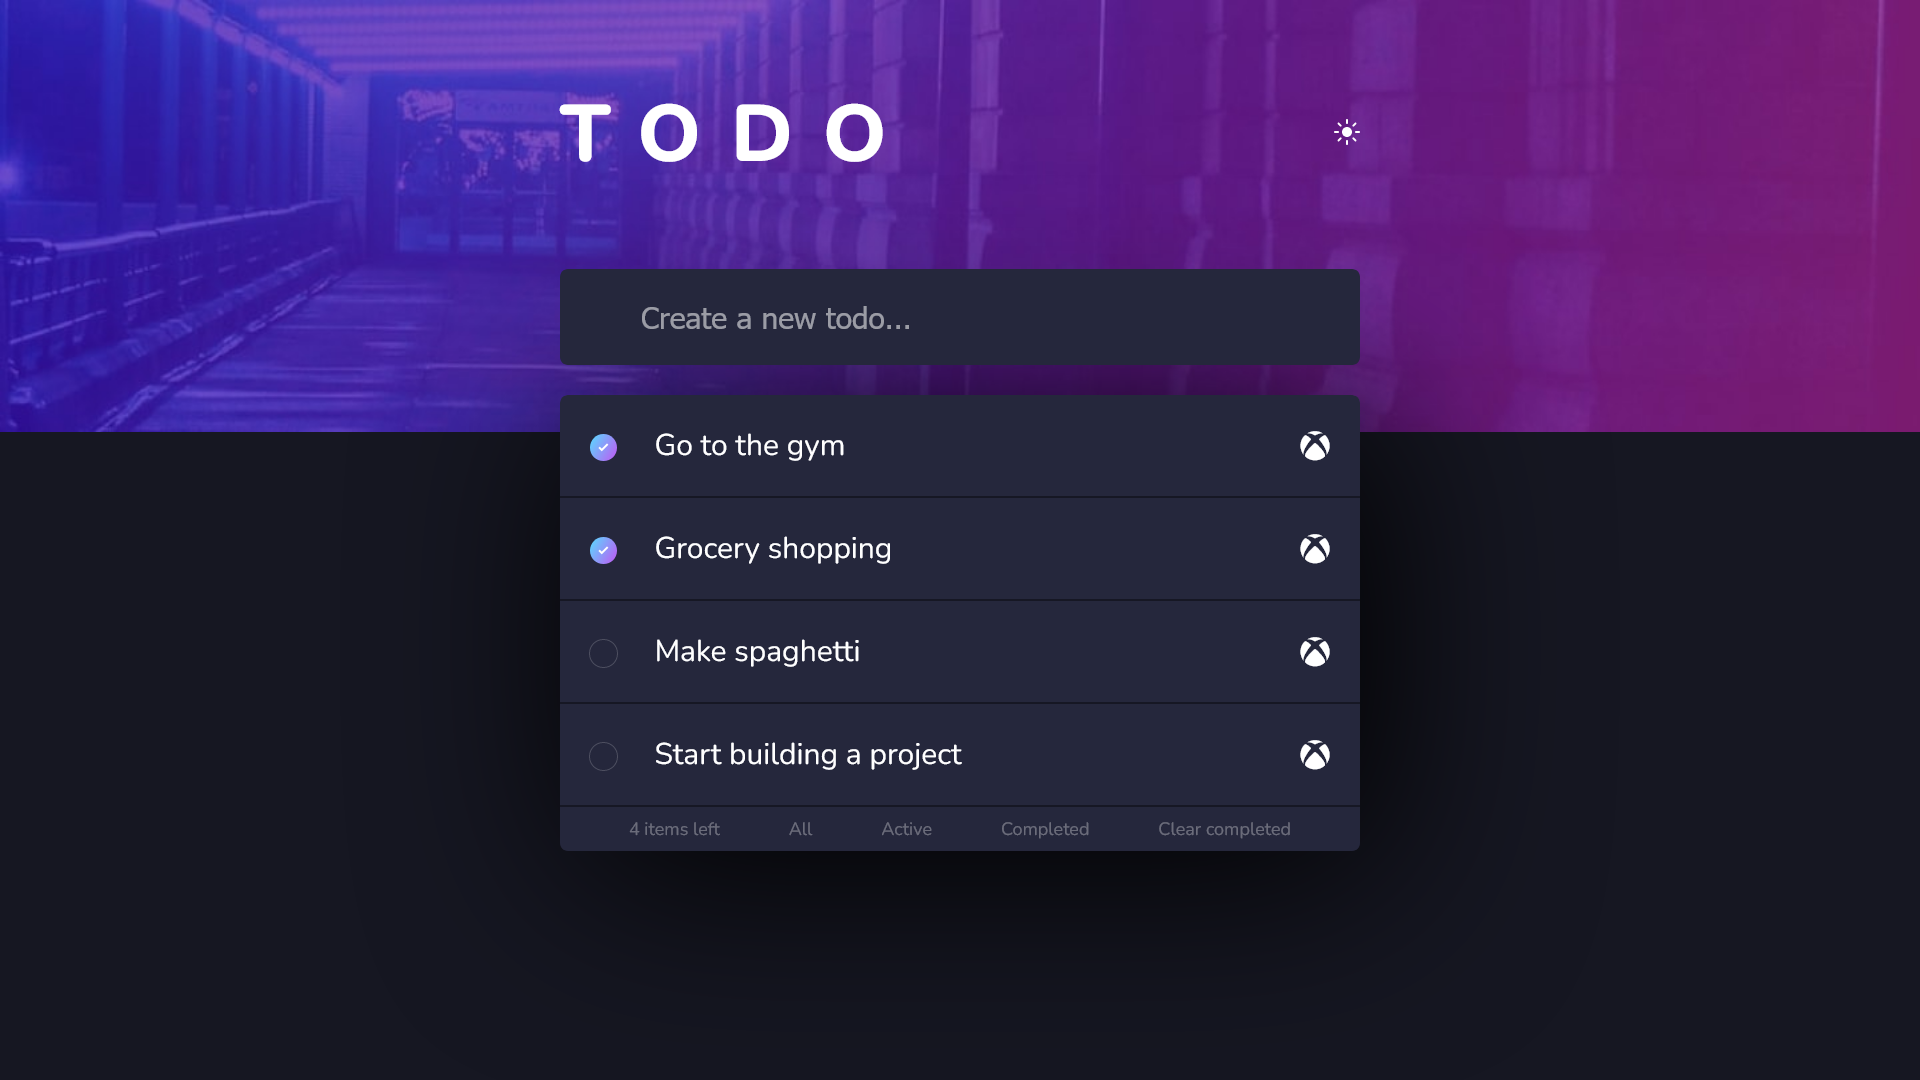 TODO
Create a new todo...
Go to the gym
Grocery shopping
Make spaghetti
Start building a project
4 items left All Active Completed Clear completed